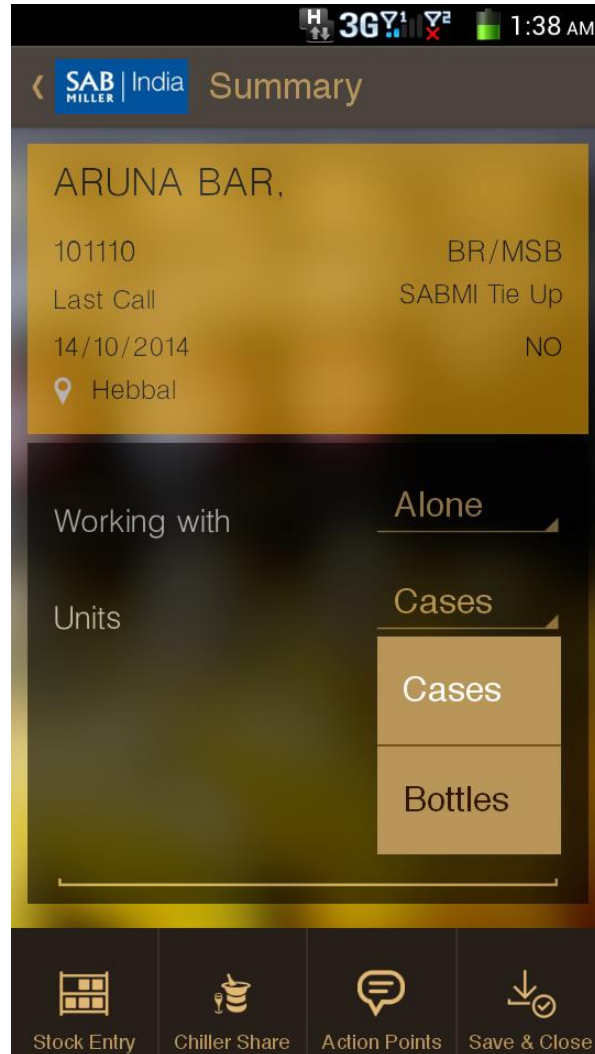 H 3G 1 2 1:38 AM
SAB MILLER | India Summary
ARUNA BAR,
101110 BR/MSB
Last Call SABMI Tie Up
14/10/2014 NO
Hebbal
Working with Alone
Units Cases
Cases
Bottles
Stock Entry Chiller Share Action Points Save & Close